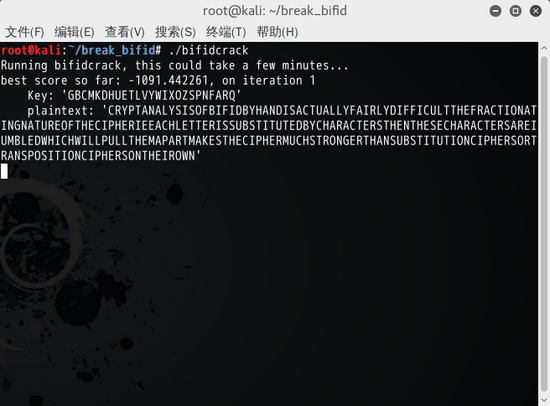 root@kali: ~/break_bifid
文件(F) 编辑(E) 查看(V) 搜索(S) 终端(T) 帮助(H)
root@kali:~/break_bifid# ./bifidcrack
Running bifidcrack, this could take a few minutes...
best score so far: -1091.442261, on iteration 1
    Key: 'GBCMKDHUETLVYWIXOZSPNFARQ'
    plaintext: 'CRYPTANALYSISOFBIFIDBYHANDISACTUALLYFAIRLYDIFFICULTTHEFRACTIONAT
INGNATUREOFTHECIPHERIEEACHLETTERISSUBSTITUTEDBYCHARACTERSTHENTHESECHARACTERSAREI
UMBLEDWHICHWILLPULLTHEMAPARTMAKESTHECIPHERMUCHSTRONGERTHANSUBSTITUTIONCIPHERSORT
RANSPOSITIONCIPHERSONTHEIROWN'